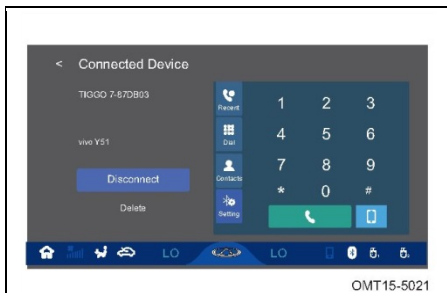 < Connected Device
TIGGO 7-87DB03
vivo Y51
Disconnect
Delete
Recent
Dial
Contacts
Setting
1 2 3
4 5 6
7 8 9
* 0 #
LO
LO
OMT15-5021